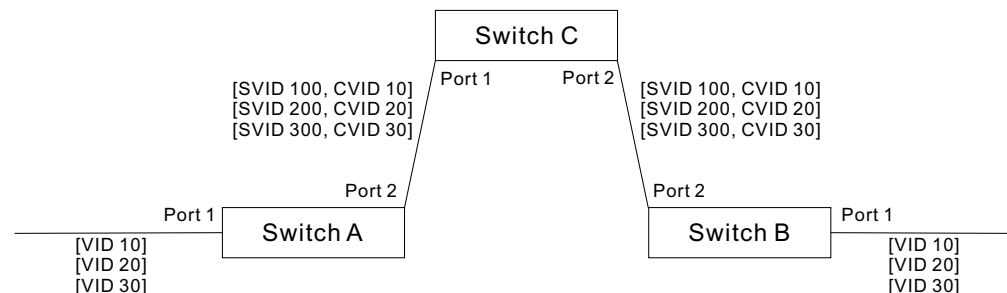 Switch C
Port 1
Port 2
[SVID 100, CVID 10]
[SVID 200, CVID 20]
[SVID 300, CVID 30]
[SVID 100, CVID 10]
[SVID 200, CVID 20]
[SVID 300, CVID 30]
Port 2
Port 2
Port 1
Switch A
Switch B
Port 1
[VID 10]
[VID 20]
[VID 30]
[VID 10]
[VID 20]
[VID 30]